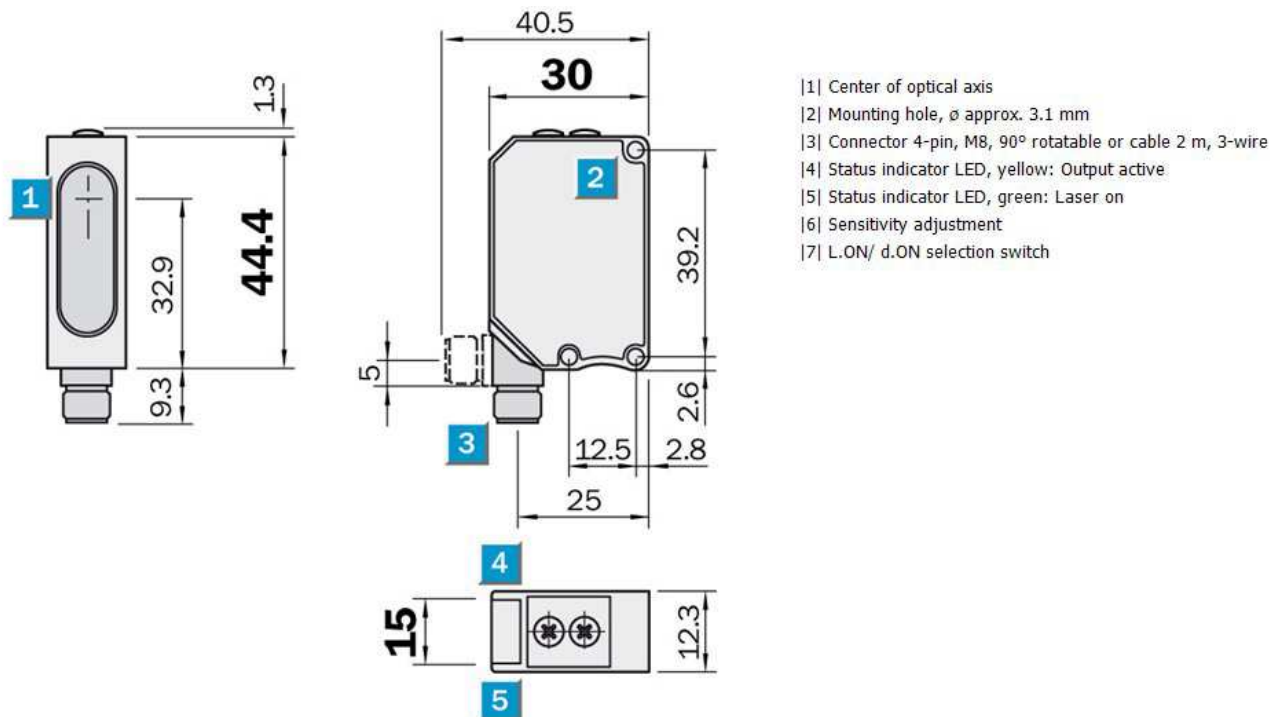 40.5
30
1.3
1
2
44.4
32.9
39.2
5
9.3
3
2.6
12.5
2.8
25
4
15
12.3
5
|1| Center of optical axis
|2| Mounting hole, ø approx. 3.1 mm
|3| Connector 4-pin, M8, 90º rotatable or cable 2 m, 3-wire
|4| Status indicator LED, yellow: Output active
|5| Status indicator LED, green: Laser on
|6| Sensitivity adjustment
|7| L.ON/ d.ON selection switch